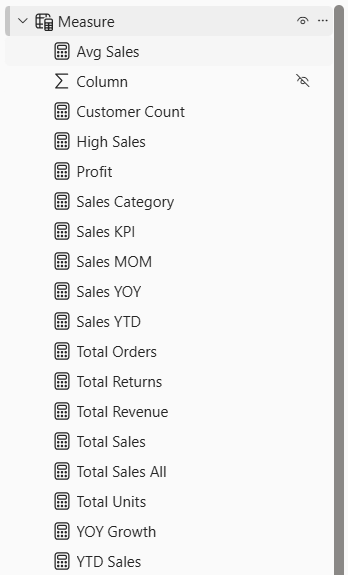 Measure
Avg Sales
Column
Customer Count
High Sales
Profit
Sales Category
Sales KPI
Sales MOM
Sales YOY
Sales YTD
Total Orders
Total Returns
Total Revenue
Total Sales
Total Sales All
Total Units
YOY Growth
YTD Sales